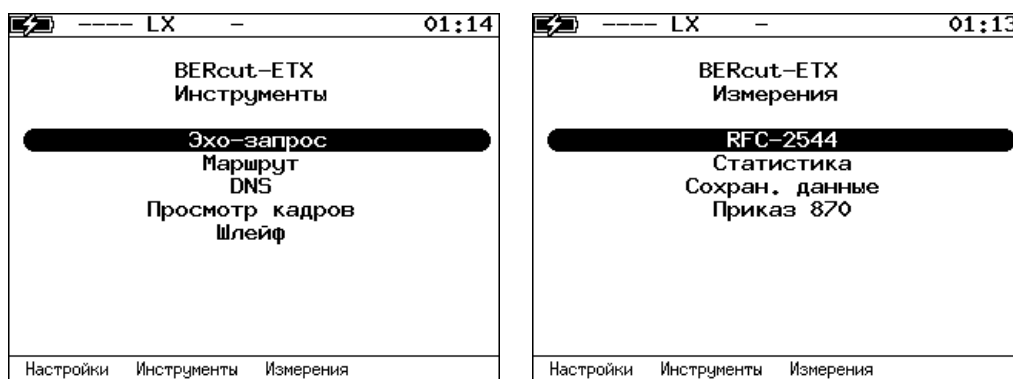 ---- LX – 01:14
BERcut-ETX
Инструменты
Эхо-запрос
Маршрут
DNS
Просмотр кадров
Шлейф
Настройки Инструменты Измерения
---- LX – 01:13
BERcut-ETX
Измерения
RFC-2544
Статистика
Сохран. данные
Приказ 870
Настройки Инструменты Измерения